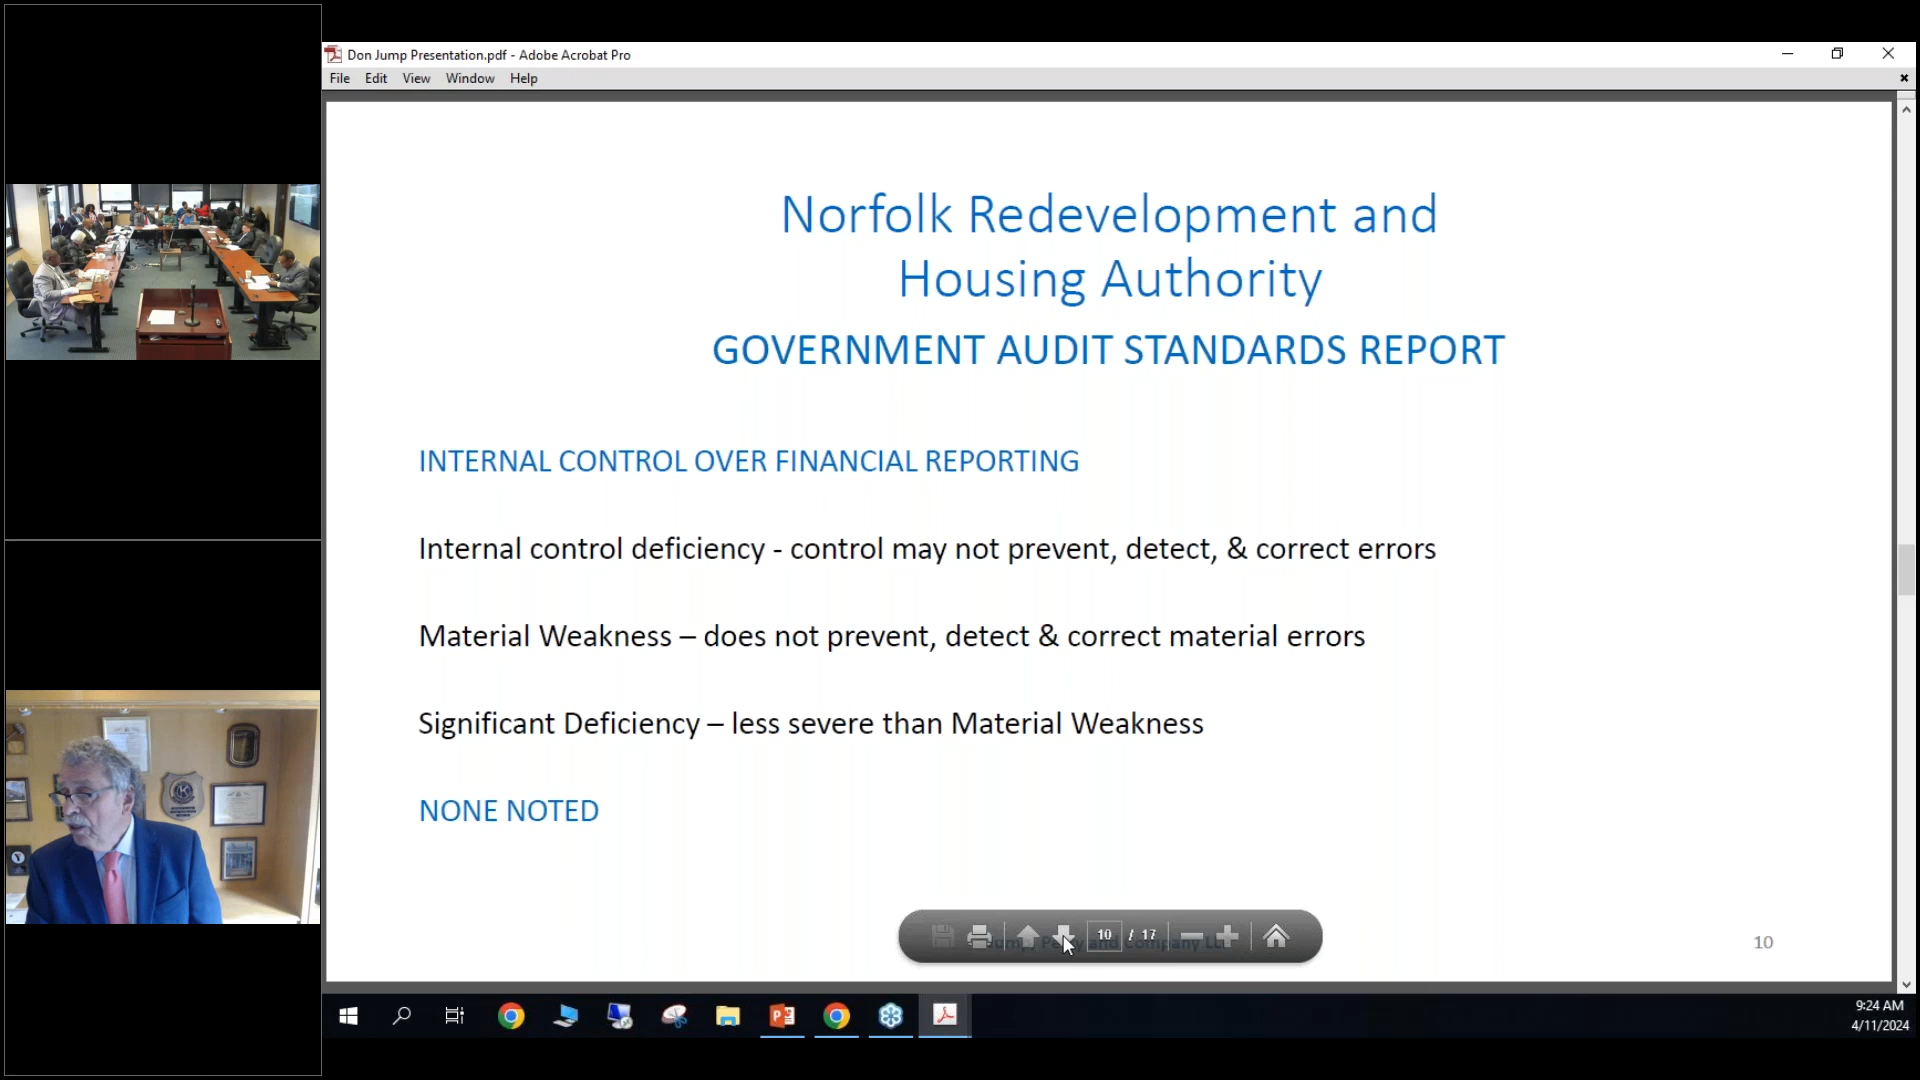 Don Jump Presentation.pdf - Adobe Acrobat Pro
File Edit View Window Help
Norfolk Redevelopment and
Housing Authority
GOVERNMENT AUDIT STANDARDS REPORT
INTERNAL CONTROL OVER FINANCIAL REPORTING
Internal control deficiency - control may not prevent, detect, & correct errors
Material Weakness – does not prevent, detect & correct material errors
Significant Deficiency – less severe than Material Weakness
NONE NOTED
10 / 17
10
9:24 AM
4/11/2024